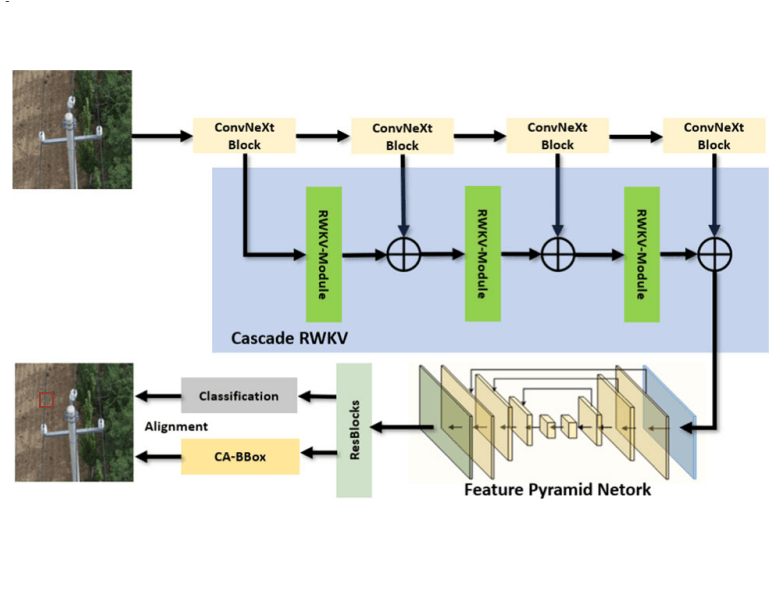 ConvNeXt
Block
ConvNeXt
Block
ConvNeXt
Block
ConvNeXt
Block
RWKV-Module
RWKV-Module
RWKV-Module
Cascade RWKV
Classification
Alignment
CA-BBox
ResBlocks
Feature Pyramid Netork